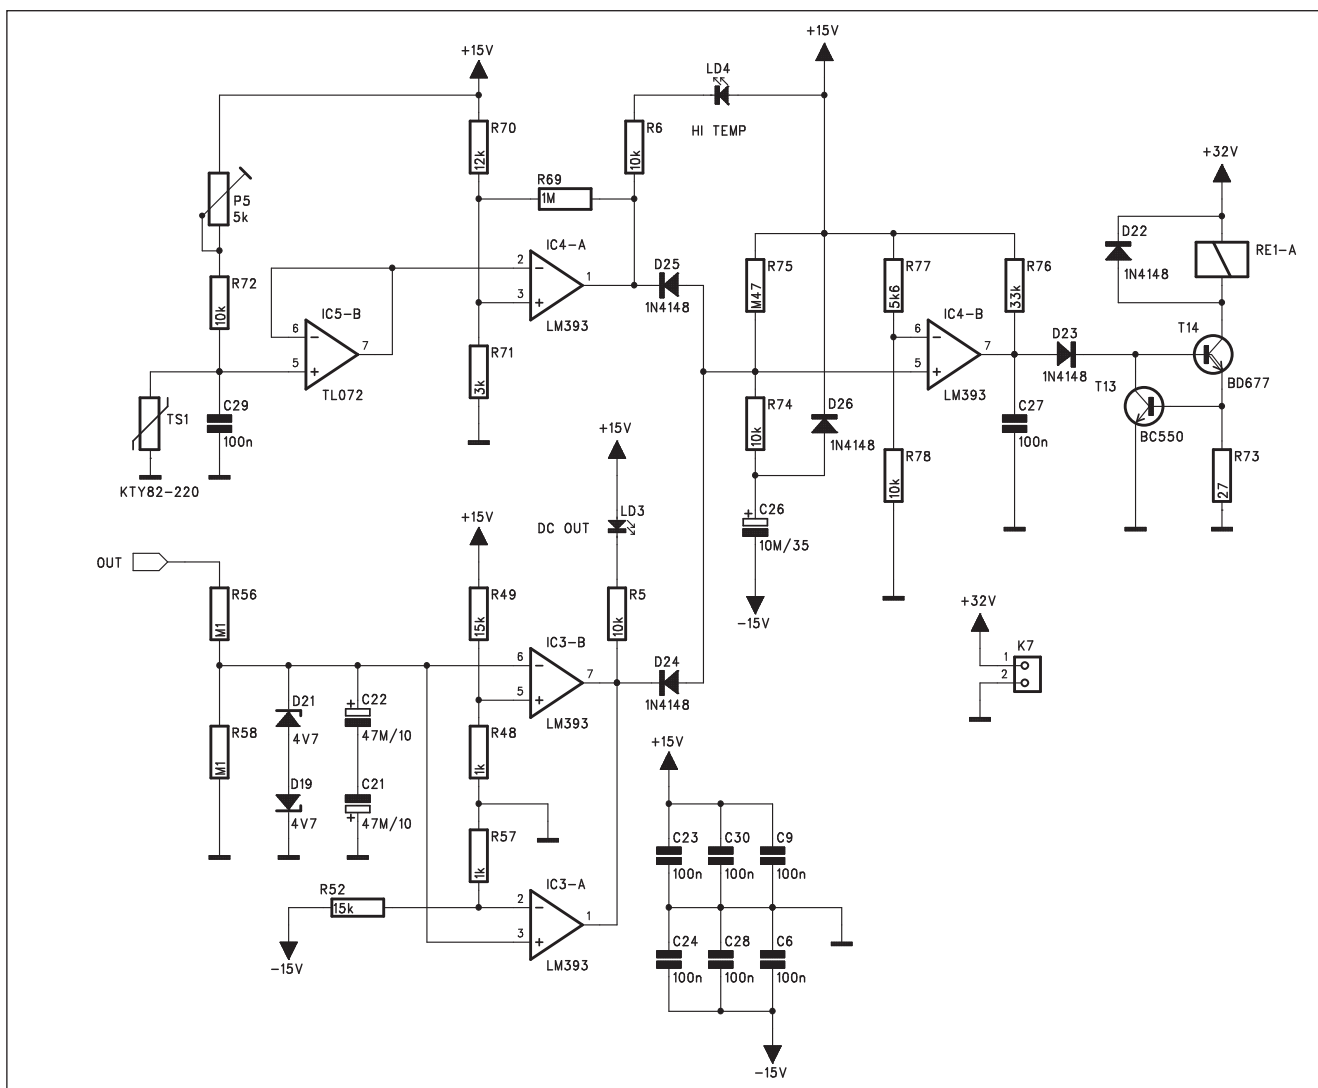 +15V
+15V
LD4
HI TEMP
R70
12k
R6
10k
+32V
P5
5k
R69
1M
D22
1N4148
RE1-A
R72
10k
IC4-A
2
3
1
LM393
D25
1N4148
R75
M47
R77
5k6
R76
33k
IC5-B
6
5
7
TL072
IC4-B
6
5
7
LM393
D23
1N4148
T14
BD677
T13
BC550
R71
3k
TS1
KTY82-220
C29
100n
R74
10k
D26
1N4148
C27
100n
R78
10k
R73
27
+15V
LD3
DC OUT
+
C26
10M/35
-15V
+15V
OUT
R56
M1
R49
15k
R5
10k
IC3-B
6
5
7
LM393
D24
1N4148
+32V
K7
1
2
R58
M1
D21
4V7
+
C22
47M/10
R48
1k
D19
4V7
C21
+
47M/10
+15V
R57
1k
C23
100n
C30
100n
C9
100n
R52
15k
-15V
IC3-A
2
3
1
LM393
C24
100n
C28
100n
C6
100n
-15V